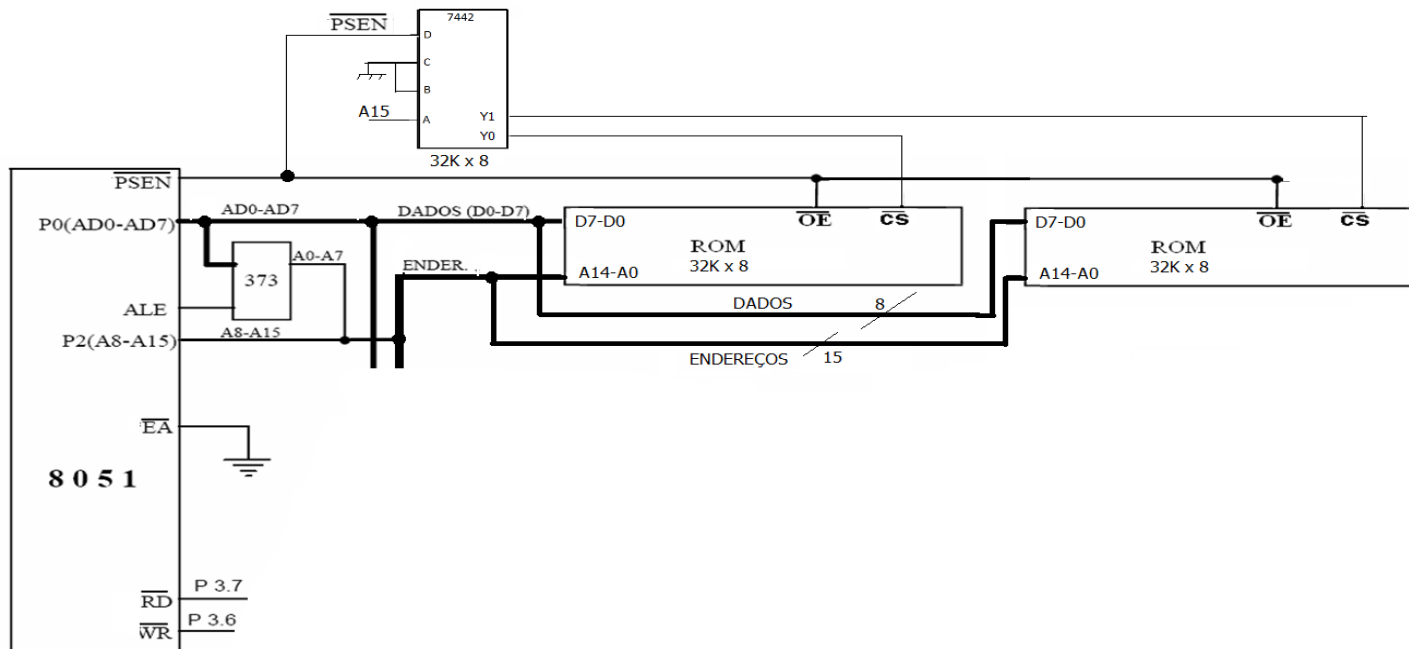 7442
PSEN
D
C
B
A15
A
Y1
Y0
32K x 8
PSEN
P0(AD0-AD7)
AD0-AD7
DADOS (D0-D7)
D7-D0
OE
CS
ROM
32K x 8
A14-A0
D7-D0
OE
CS
ROM
32K x 8
A14-A0
A0-A7
ENDER. .
373
ALE
DADOS
8
P2(A8-A15)
A8-A15
ENDEREÇOS
15
EA
8051
RD
P 3.7
WR
P 3.6